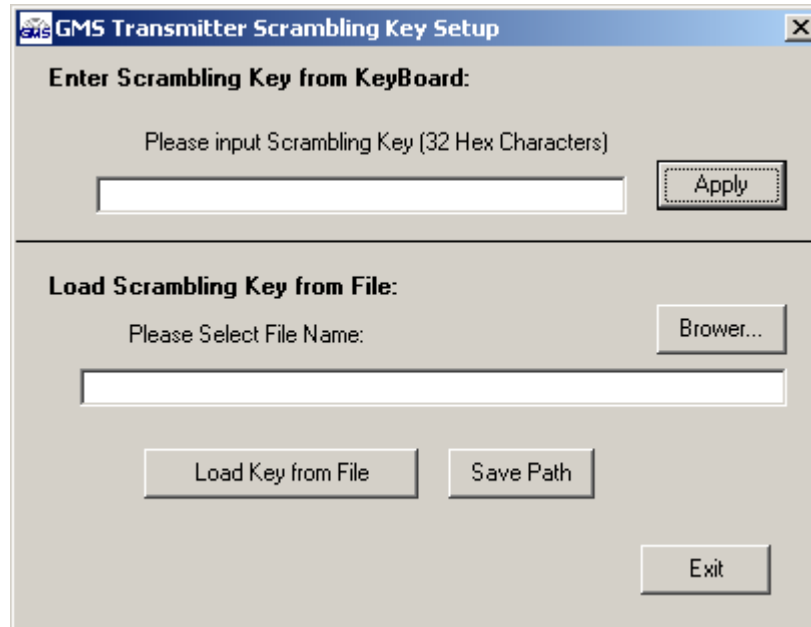 GMS GMS Transmitter Scrambling Key Setup
Enter Scrambling Key from KeyBoard:
Please input Scrambling Key (32 Hex Characters)
Apply
Load Scrambling Key from File:
Please Select File Name:
Brower...
Load Key from File
Save Path
Exit